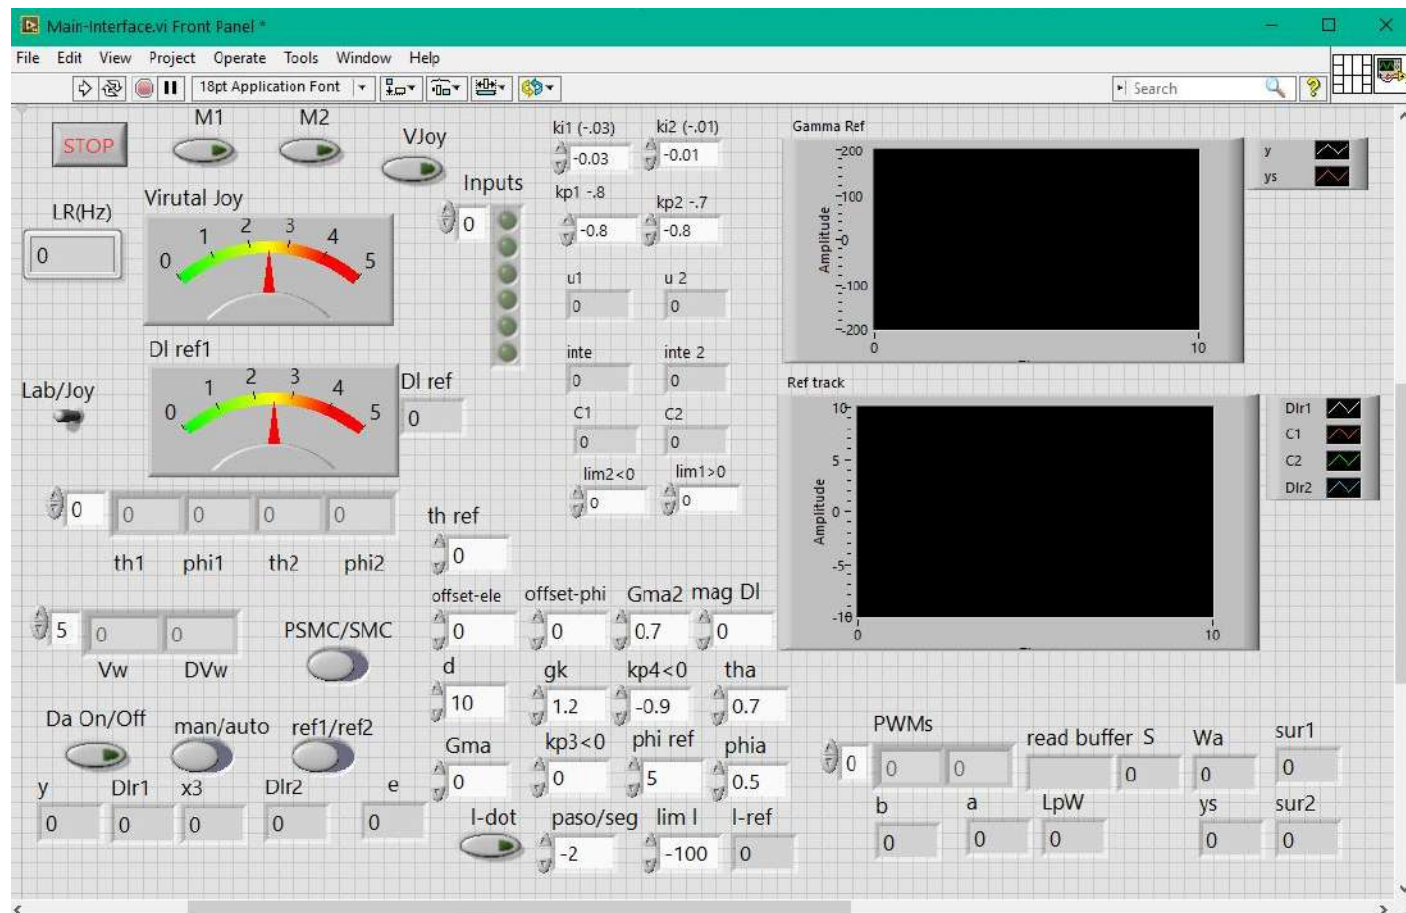 Main-Interface.vi Front Panel *
File Edit View Project Operate Tools Window Help
18pt Application Font
Search
STOP
M1 M2
VJoy
LR(Hz)
0
Virutal Joy
0 1 2 3 4 5
Inputs
0
ki1 (-.03) ki2 (-.01)
-0.03 -0.01
kp1 -.8 kp2 -.7
-0.8 -0.8
u1 u 2
0 0
inte inte 2
0 0
C1 C2
0 0
lim2<0 lim1>0
0 0
Gamma Ref
Amplitude
200
100
0
-100
-200
0 10
y
ys
Dl ref1
0 1 2 3 4 5
Dl ref
0
Lab/Joy
Ref track
Amplitude
10
5
0
-5
-10
0 10
Dlr1
C1
C2
Dlr2
0 0 0 0 0
th1 phi1 th2 phi2
th ref
0
5 0 0
Vw DVw
PSMC/SMC
offset-ele offset-phi Gma2 mag Dl
0 0 0.7 0
d gk kp4<0 tha
10 1.2 -0.9 0.7
Da On/Off man/auto ref1/ref2
Gma kp3<0 phi ref phia
0 0 5 0.5
y Dlr1 x3 Dlr2 e
0 0 0 0 0
I-dot paso/seg lim I I-ref
-2 -100 0
PWMs
0 0 0
read buffer S Wa sur1
0 0 0
b a LpW ys sur2
0 0 0 0 0